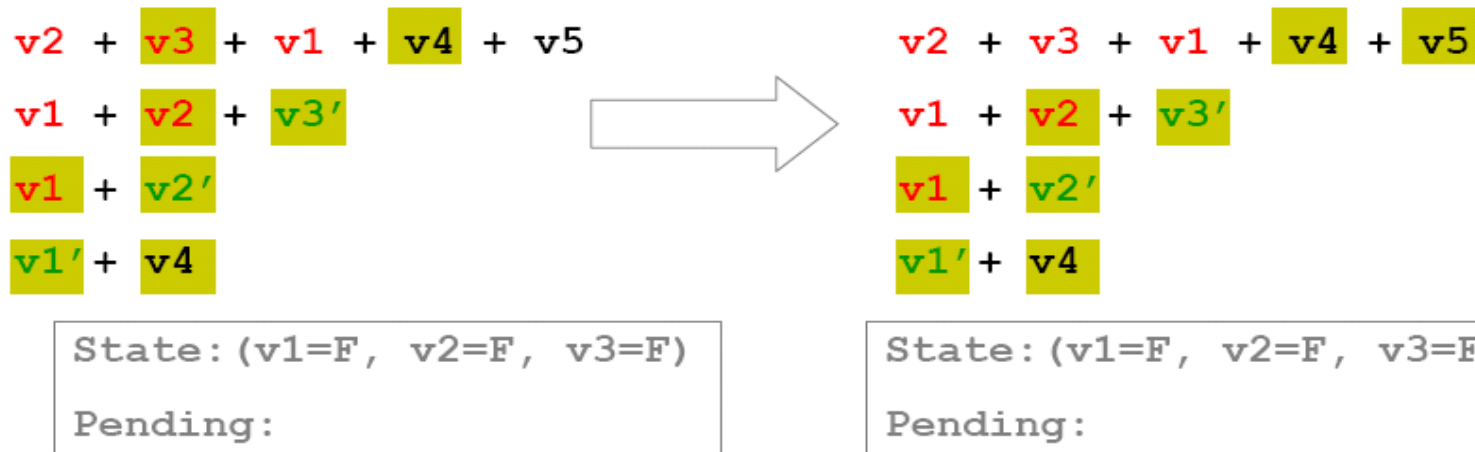 v2 + v3 + v1 + v4 + v5
v1 + v2 + v3′
v1 + v2′
v1′ + v4
State:(v1=F, v2=F, v3=F)
Pending:
v2 + v3 + v1 + v4 + v5
v1 + v2 + v3′
v1 + v2′
v1′ + v4
State:(v1=F, v2=F, v3=F
Pending: